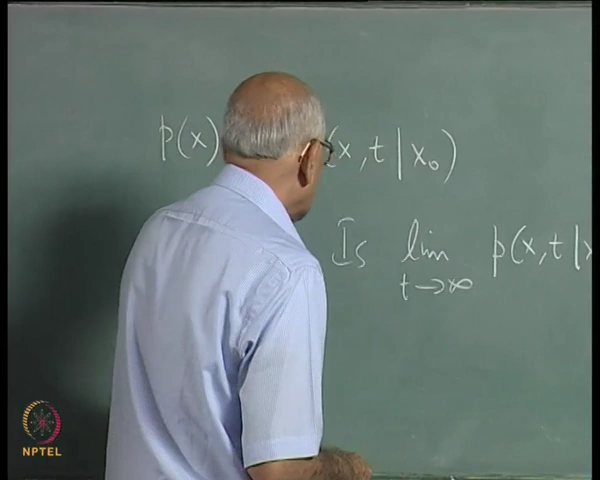 p(x) (x, t | x₀)
Is lim p(x, t |
t → ∞
NPTEL